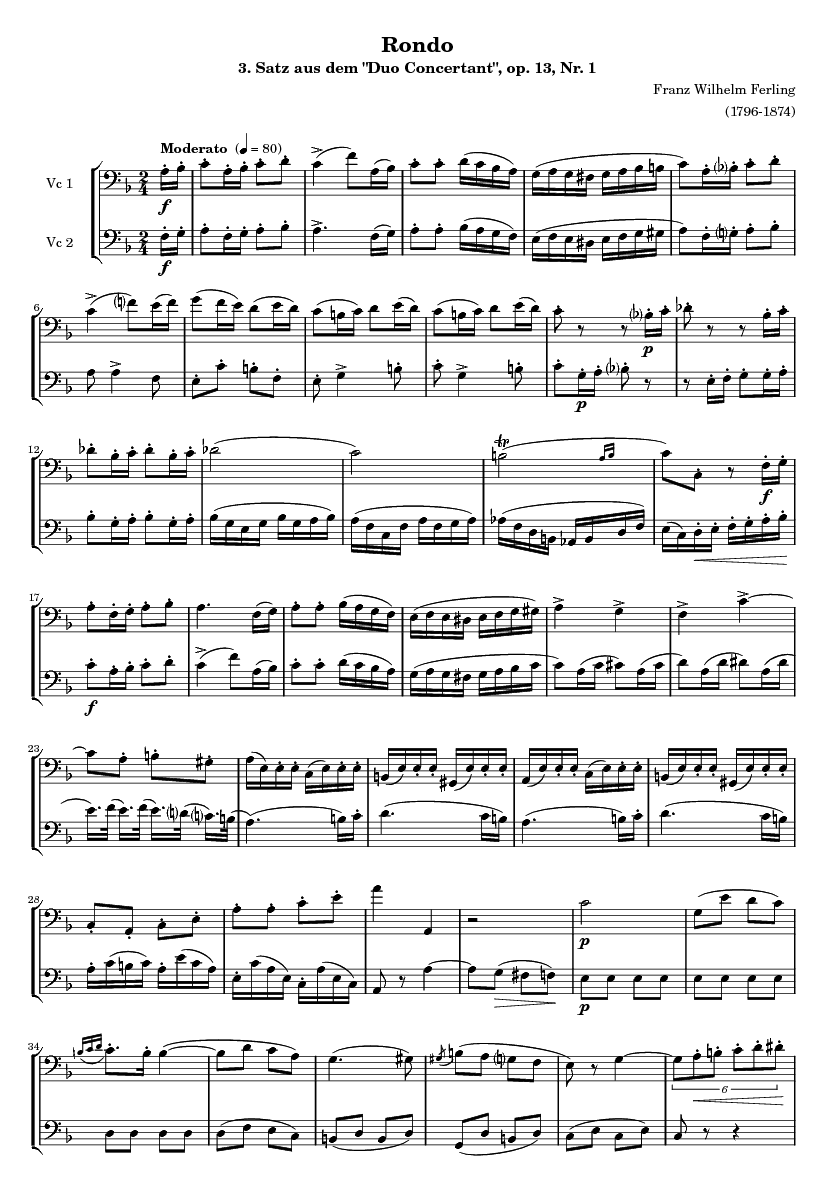 Rondo
3. Satz aus dem "Duo Concertant", op. 13, Nr. 1
Franz Wilhelm Ferling
(1796-1874)
Moderato (♩ = 80)
Vc 1
f
Vc 2
f
6
p
p
12
tr
f
17
f
23
28
p
p
34
6